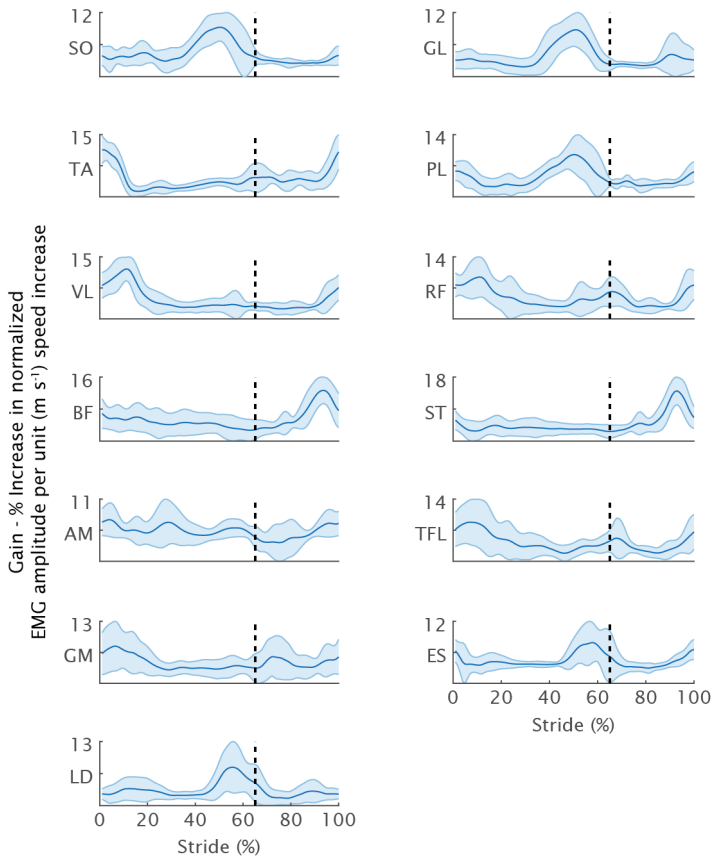 Gain - % Increase in normalized
EMG amplitude per unit (m s⁻¹) speed increase
12
SO
12
GL
15
TA
14
PL
15
VL
14
RF
16
BF
18
ST
11
AM
14
TFL
13
GM
12
ES
0 20 40 60 80 100
Stride (%)
13
LD
0 20 40 60 80 100
Stride (%)